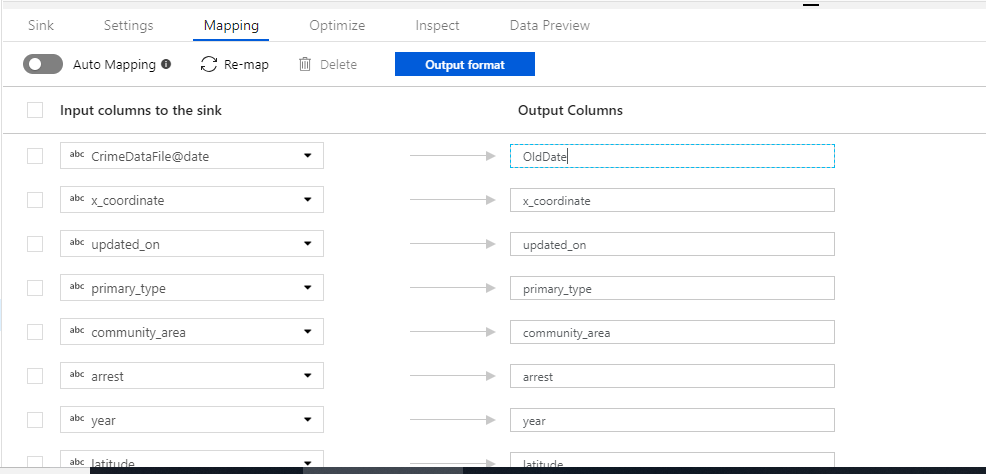 Sink Settings Mapping Optimize Inspect Data Preview
Auto Mapping Re-map Delete Output format
Input columns to the sink Output Columns
abc CrimeDataFile@date OldDate
abc x_coordinate x_coordinate
abc updated_on updated_on
abc primary_type primary_type
abc community_area community_area
abc arrest arrest
abc year year
abc latitude latitude